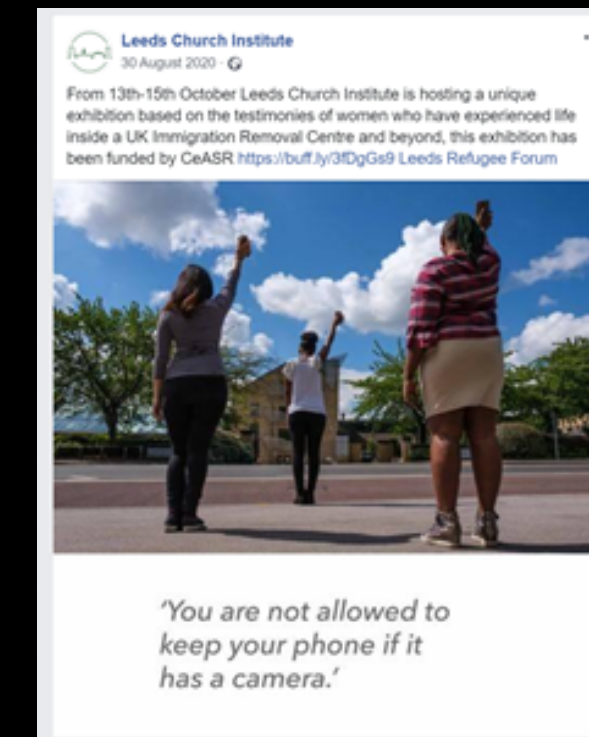 Leeds Church Institute
30 August 2020 ·
From 13th-15th October Leeds Church Institute is hosting a unique
exhibition based on the testimonies of women who have experienced life
inside a UK Immigration Removal Centre and beyond, this exhibition has
been funded by CeASR https://buff.ly/3fDgGs9 Leeds Refugee Forum
'You are not allowed to
keep your phone if it
has a camera.'